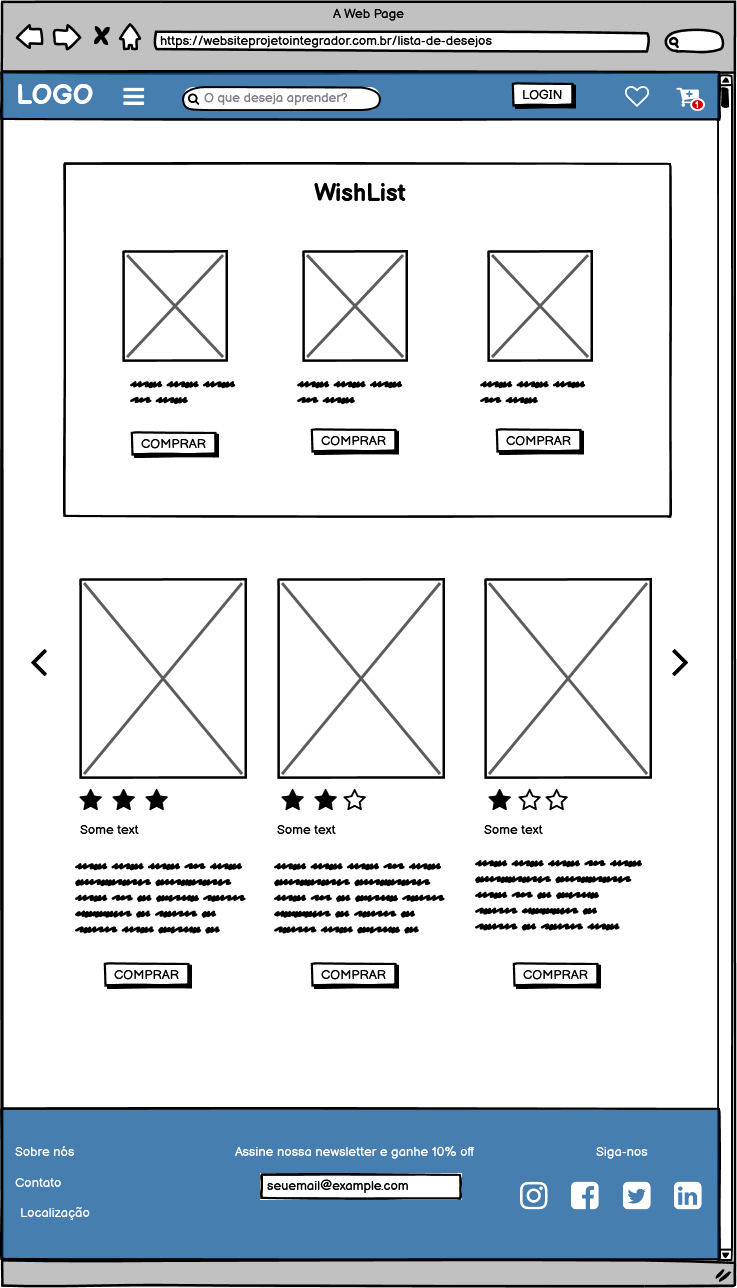 A Web Page
https://websiteprojetointegrador.com.br/lista-de-desejos
LOGO
O que deseja aprender?
LOGIN
1
WishList
COMPRAR COMPRAR COMPRAR
Some text Some text Some text
COMPRAR COMPRAR COMPRAR
Sobre nós Assine nossa newsletter e ganhe 10% off Siga-nos
Contato seuemail@example.com
Localização